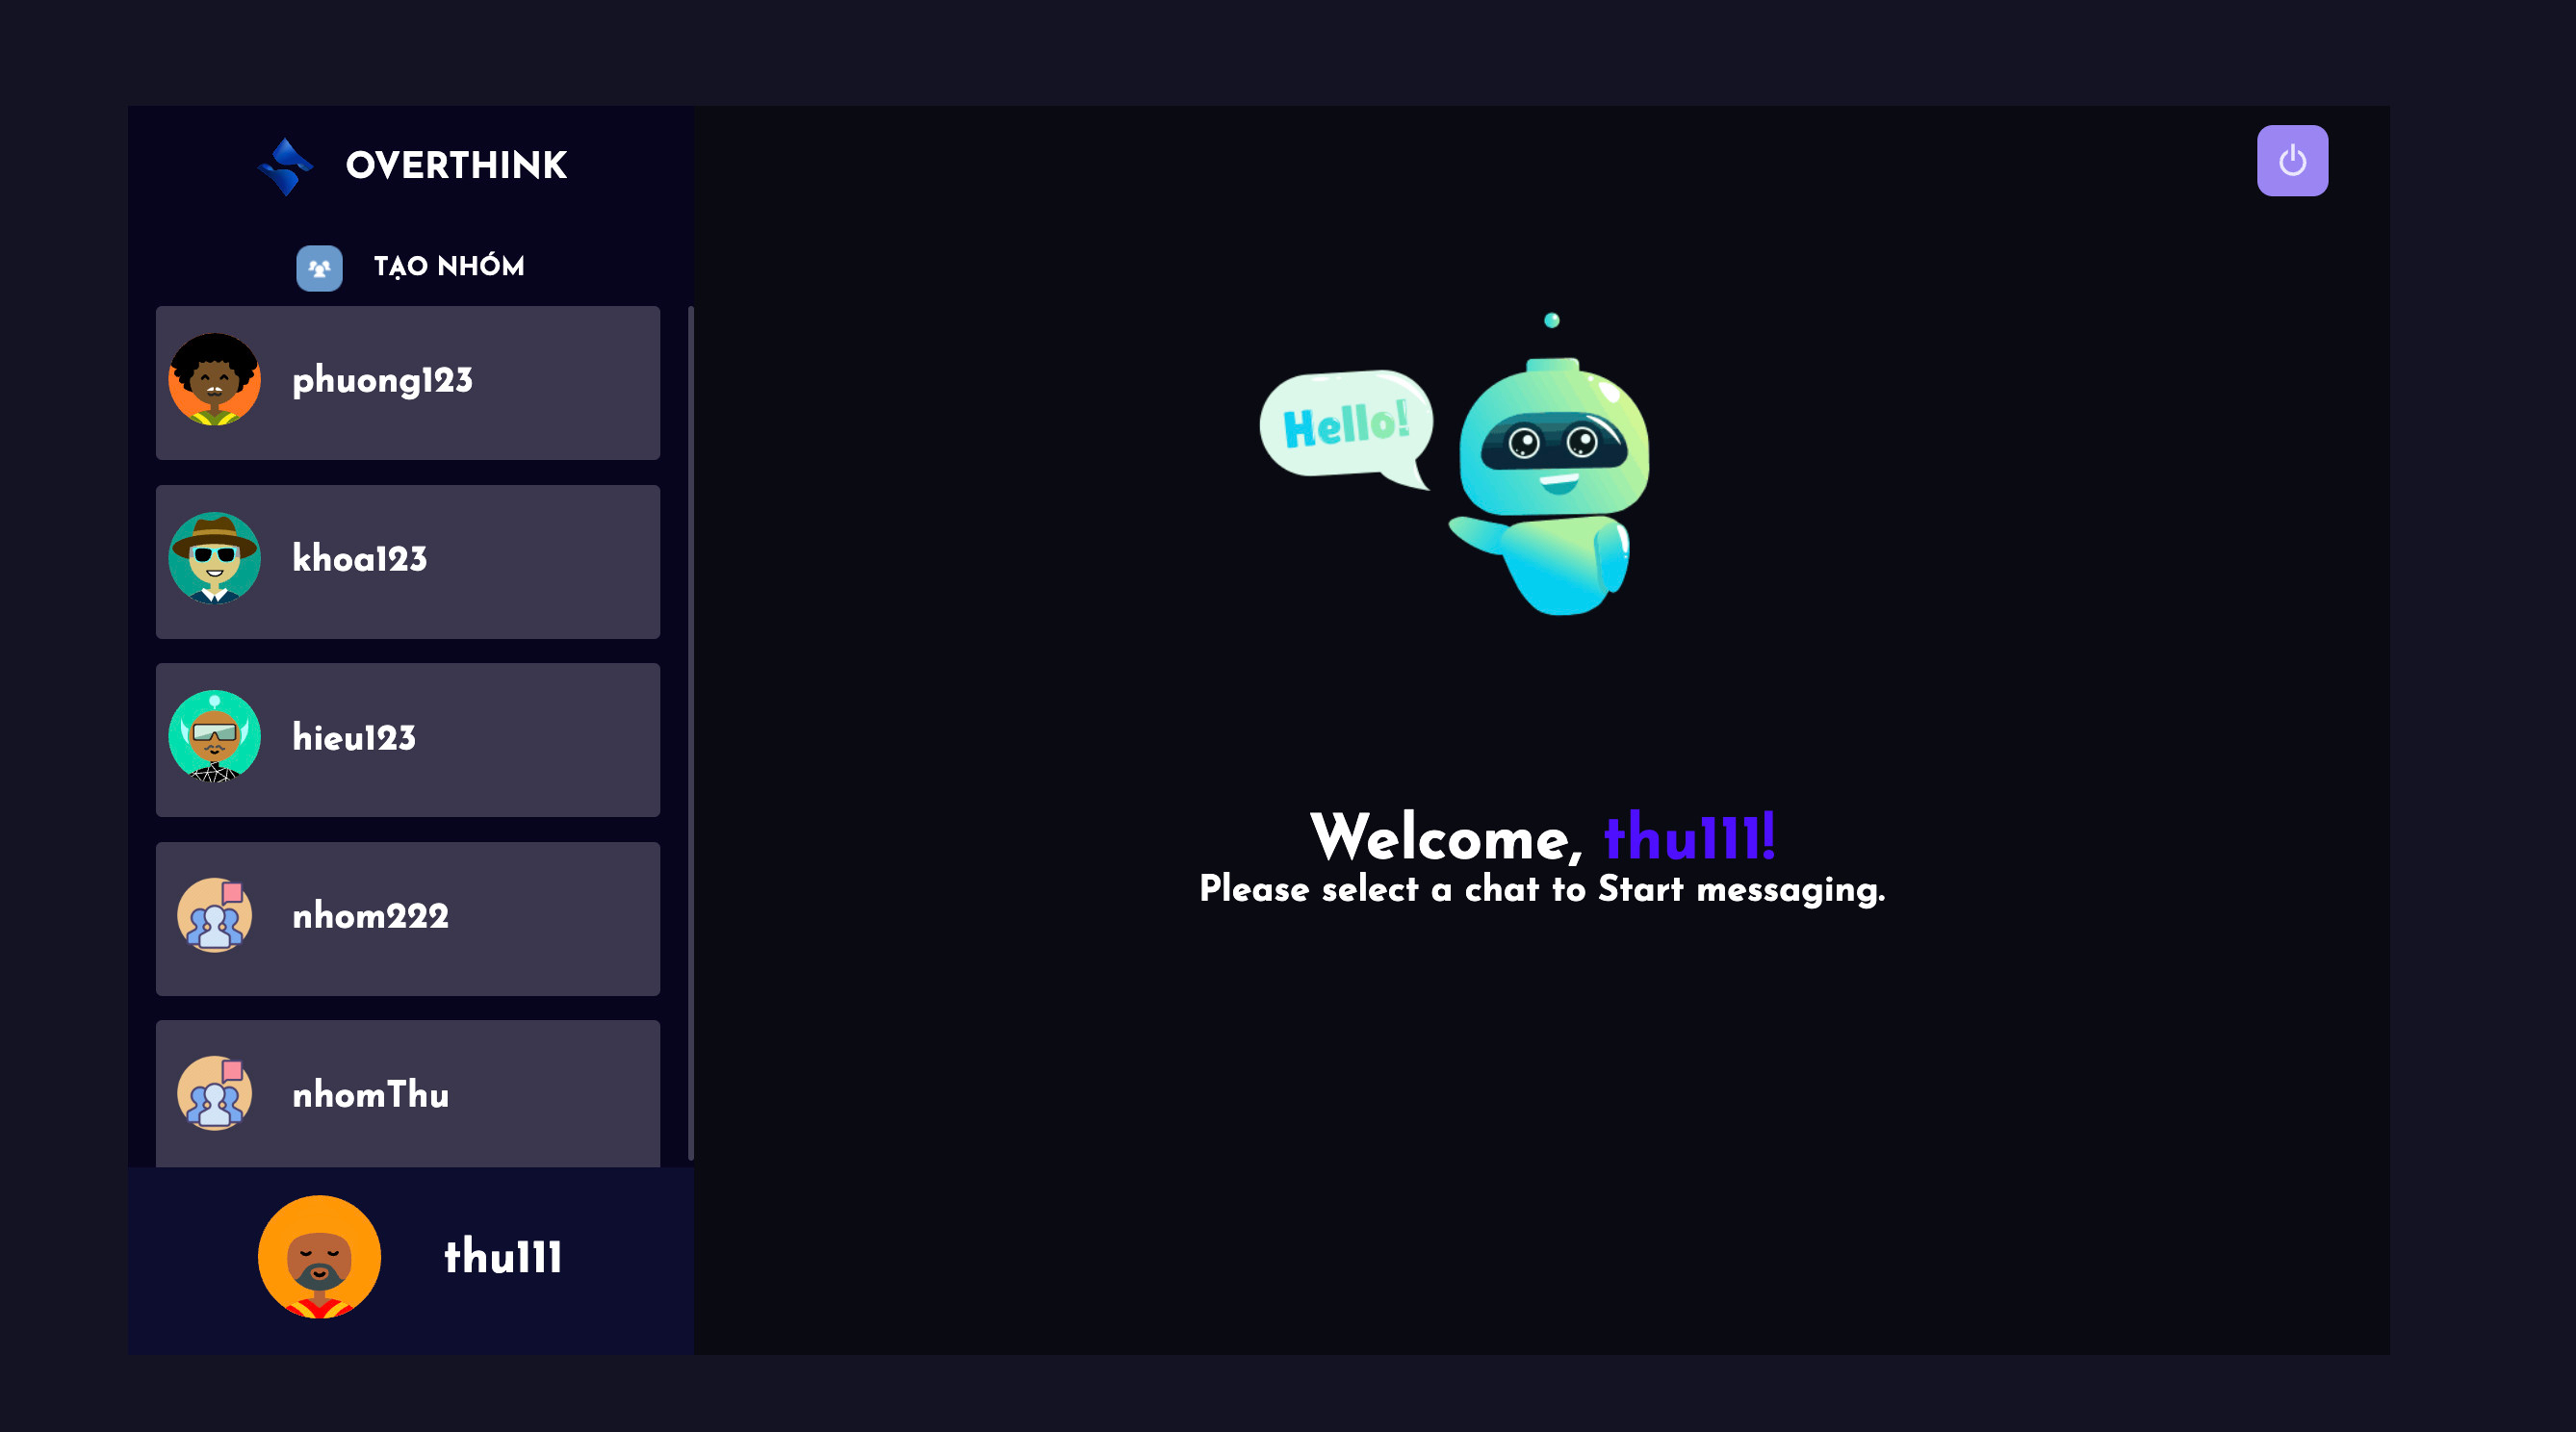 OVERTHINK
TẠO NHÓM
phuong123
khoa123
hieu123
nhom222
nhomThu
thu111
Hello!
Welcome, thu111!
Please select a chat to Start messaging.